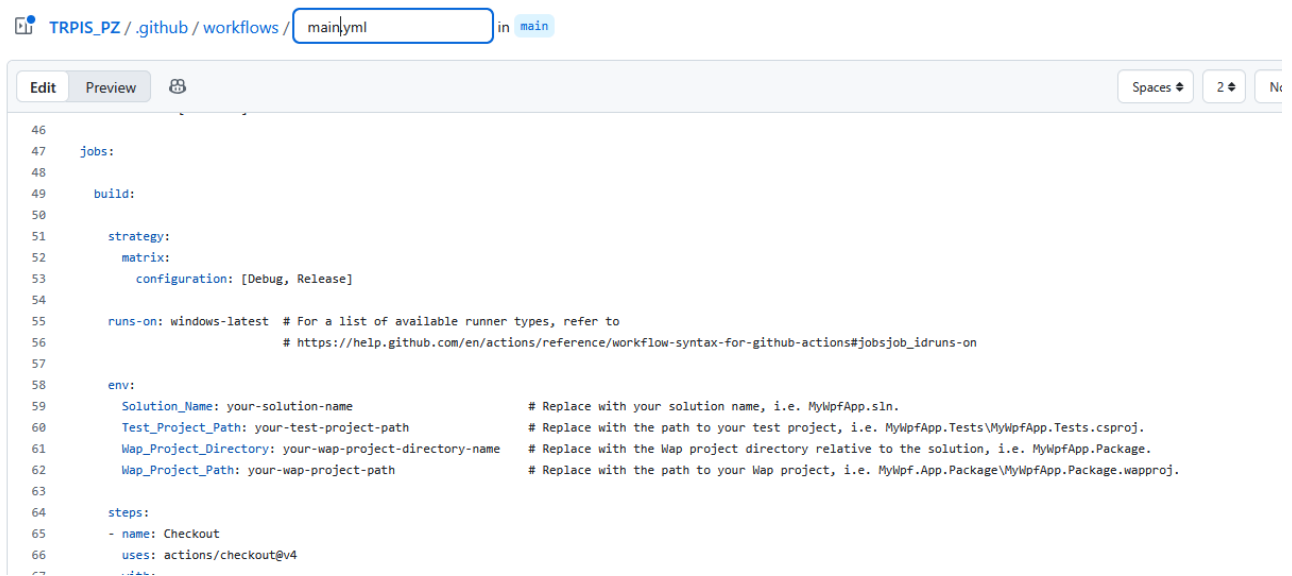 TRPIS_PZ / .github / workflows / main.yml in main
Edit Preview Spaces 2
46
47 jobs:
48
49 build:
50
51 strategy:
52 matrix:
53 configuration: [Debug, Release]
54
55 runs-on: windows-latest # For a list of available runner types, refer to
56 # https://help.github.com/en/actions/reference/workflow-syntax-for-github-actions#jobsjob_idruns-on
57
58 env:
59 Solution_Name: your-solution-name # Replace with your solution name, i.e. MyWpfApp.sln.
60 Test_Project_Path: your-test-project-path # Replace with the path to your test project, i.e. MyWpfApp.Tests\MyWpfApp.Tests.csproj.
61 Wap_Project_Directory: your-wap-project-directory-name # Replace with the Wap project directory relative to the solution, i.e. MyWpfApp.Package.
62 Wap_Project_Path: your-wap-project-path # Replace with the path to your Wap project, i.e. MyWpf.App.Package\MyWpfApp.Package.wapproj.
63
64 steps:
65 - name: Checkout
66 uses: actions/checkout@v4
67 with: